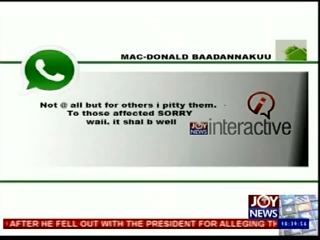 MAC-DONALD BAADANNAKUU
Not @ all but for others i pitty them.
To those affected SORRY
waii, it shal b well
JOY
NEWS
interactive
JOY
NEWS
AFTER HE FELL OUT WITH THE PRESIDENT FOR ALLEGING TH